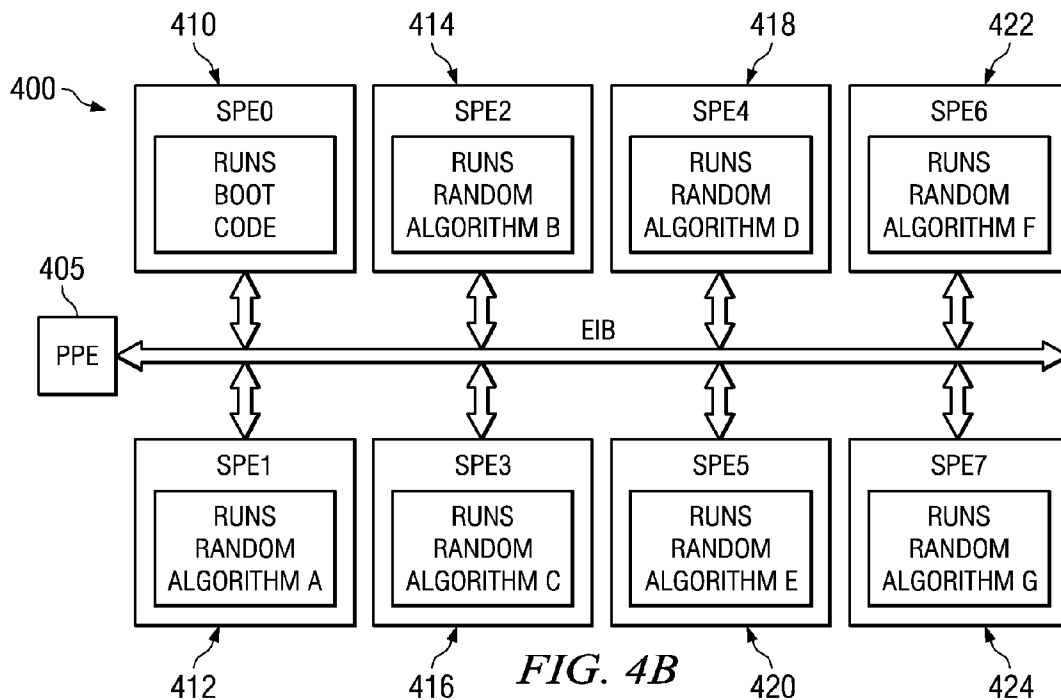 410
414
418
422
400
SPE0
RUNS
BOOT
CODE
SPE2
RUNS
RANDOM
ALGORITHM B
SPE4
RUNS
RANDOM
ALGORITHM D
SPE6
RUNS
RANDOM
ALGORITHM F
405
PPE
EIB
SPE1
RUNS
RANDOM
ALGORITHM A
SPE3
RUNS
RANDOM
ALGORITHM C
SPE5
RUNS
RANDOM
ALGORITHM E
SPE7
RUNS
RANDOM
ALGORITHM G
412
416
FIG. 4B
420
424